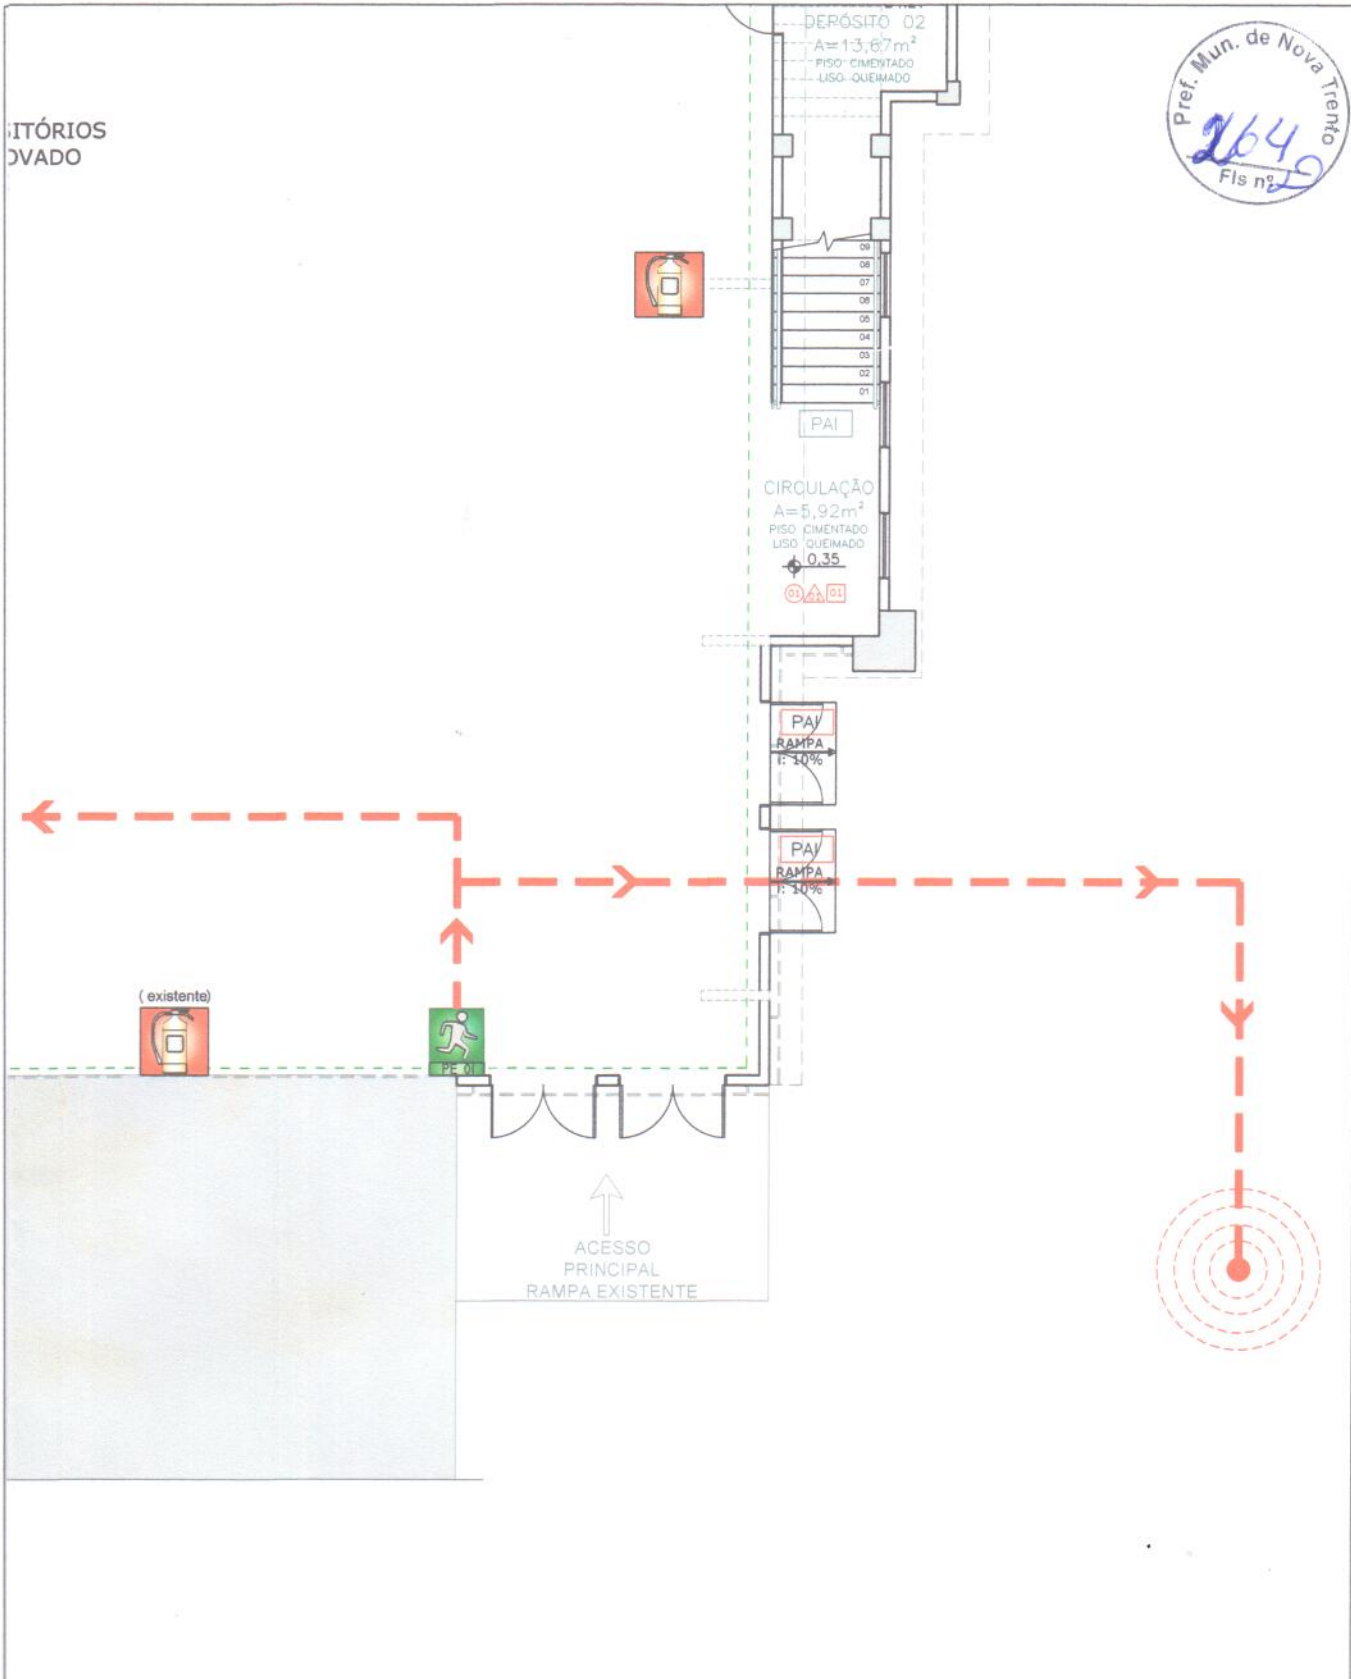 DEPÓSITO 02
A=13,67m²
PISO CIMENTADO
LISO QUEIMADO
Pref. Mun. de Nova Trento
264
Fls nº
ITÓRIOS
OVADO
09
08
07
06
05
04
03
02
01
PAI
CIRCULAÇÃO
A=5,92m²
PISO CIMENTADO
LISO QUEIMADO
0,35
01 02 01
PAI
RAMPA
i: 10%
PAI
RAMPA
i: 10%
( existente)
PE 01
ACESSO
PRINCIPAL
RAMPA EXISTENTE